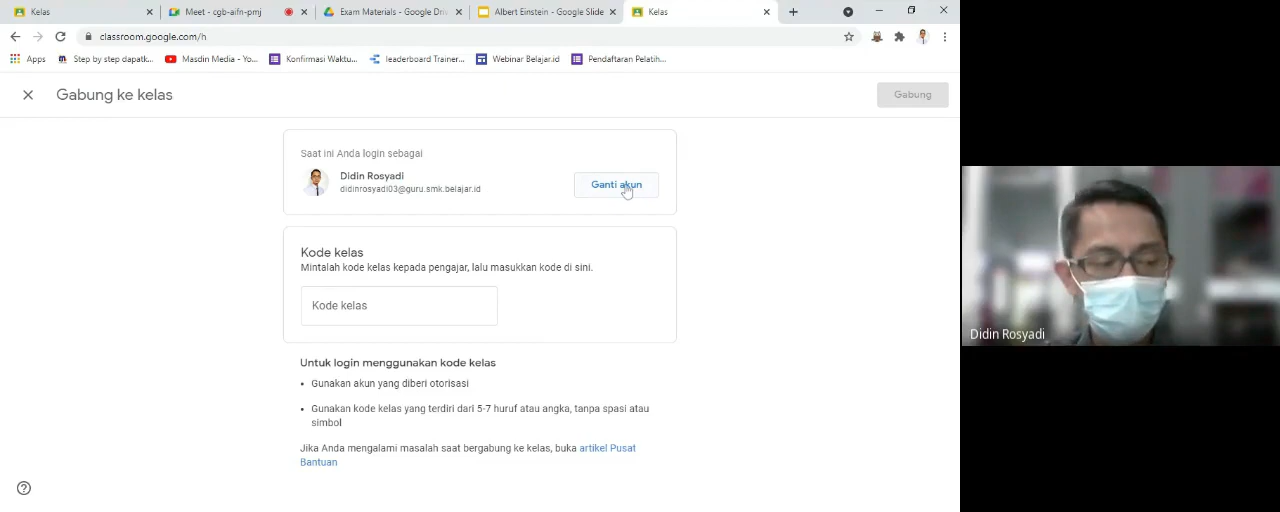 Kelas
Meet - cgb-aifn-pmj
Exam Materials - Google Driv
Albert Einstein - Google Slide
Kelas
classroom.google.com/h
Apps
Step by step dapatk...
Masdin Media - Yo...
Konfirmasi Waktu...
leaderboard Trainer...
Webinar Belajar.id
Pendaftaran Pelatih...
Gabung ke kelas
Gabung
Saat ini Anda login sebagai
Didin Rosyadi
didinrosyadi03@guru.smk.belajar.id
Ganti akun
Kode kelas
Mintalah kode kelas kepada pengajar, lalu masukkan kode di sini.
Kode kelas
Untuk login menggunakan kode kelas
• Gunakan akun yang diberi otorisasi
• Gunakan kode kelas yang terdiri dari 5-7 huruf atau angka, tanpa spasi atau
simbol
Jika Anda mengalami masalah saat bergabung ke kelas, buka artikel Pusat
Bantuan
Didin Rosyadi